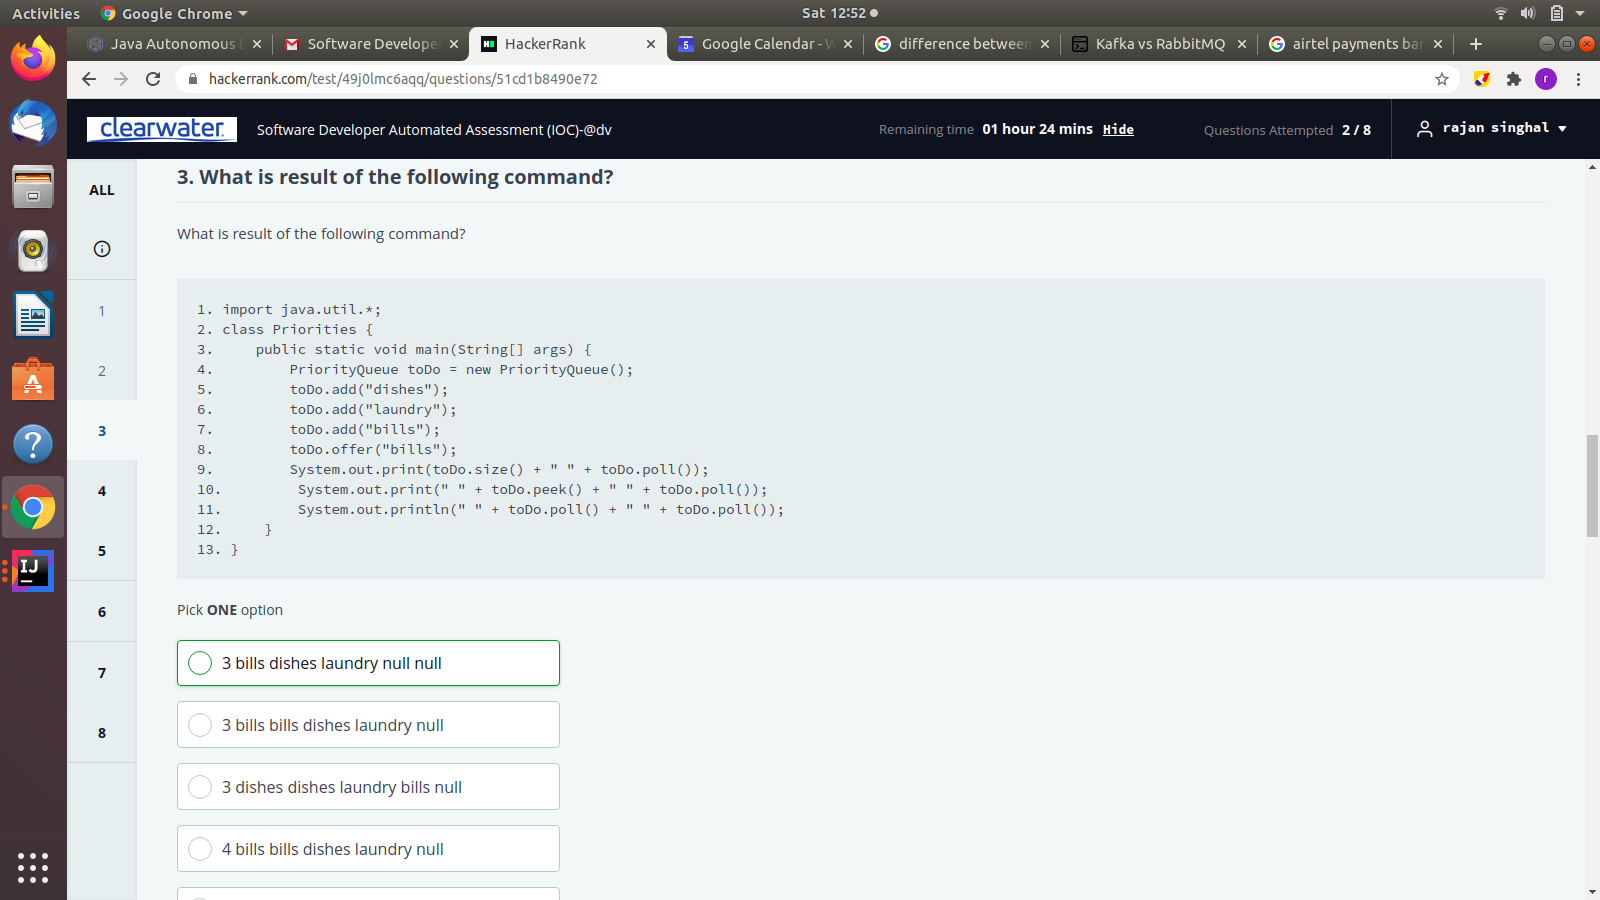 Activities
Google Chrome
Sat 12:52
Java Autonomous
Software Develope
HackerRank
Google Calendar -
difference between
Kafka vs RabbitMQ
airtel payments ban
hackerrank.com/test/49j0lmc6aqq/questions/51cd1b8490e72
r
clearwater
Software Developer Automated Assessment (IOC)-@dv
Remaining time 01 hour 24 mins Hide
Questions Attempted 2 / 8
rajan singhal
ALL
1
2
3
4
5
6
7
8
3. What is result of the following command?
What is result of the following command?
1. import java.util.*;
2. class Priorities {
3.     public static void main(String[] args) {
4.         PriorityQueue toDo = new PriorityQueue();
5.         toDo.add("dishes");
6.         toDo.add("laundry");
7.         toDo.add("bills");
8.         toDo.offer("bills");
9.         System.out.print(toDo.size() + " " + toDo.poll());
10.         System.out.print(" " + toDo.peek() + " " + toDo.poll());
11.         System.out.println(" " + toDo.poll() + " " + toDo.poll());
12.     }
13. }
Pick ONE option
3 bills dishes laundry null null
3 bills bills dishes laundry null
3 dishes dishes laundry bills null
4 bills bills dishes laundry null